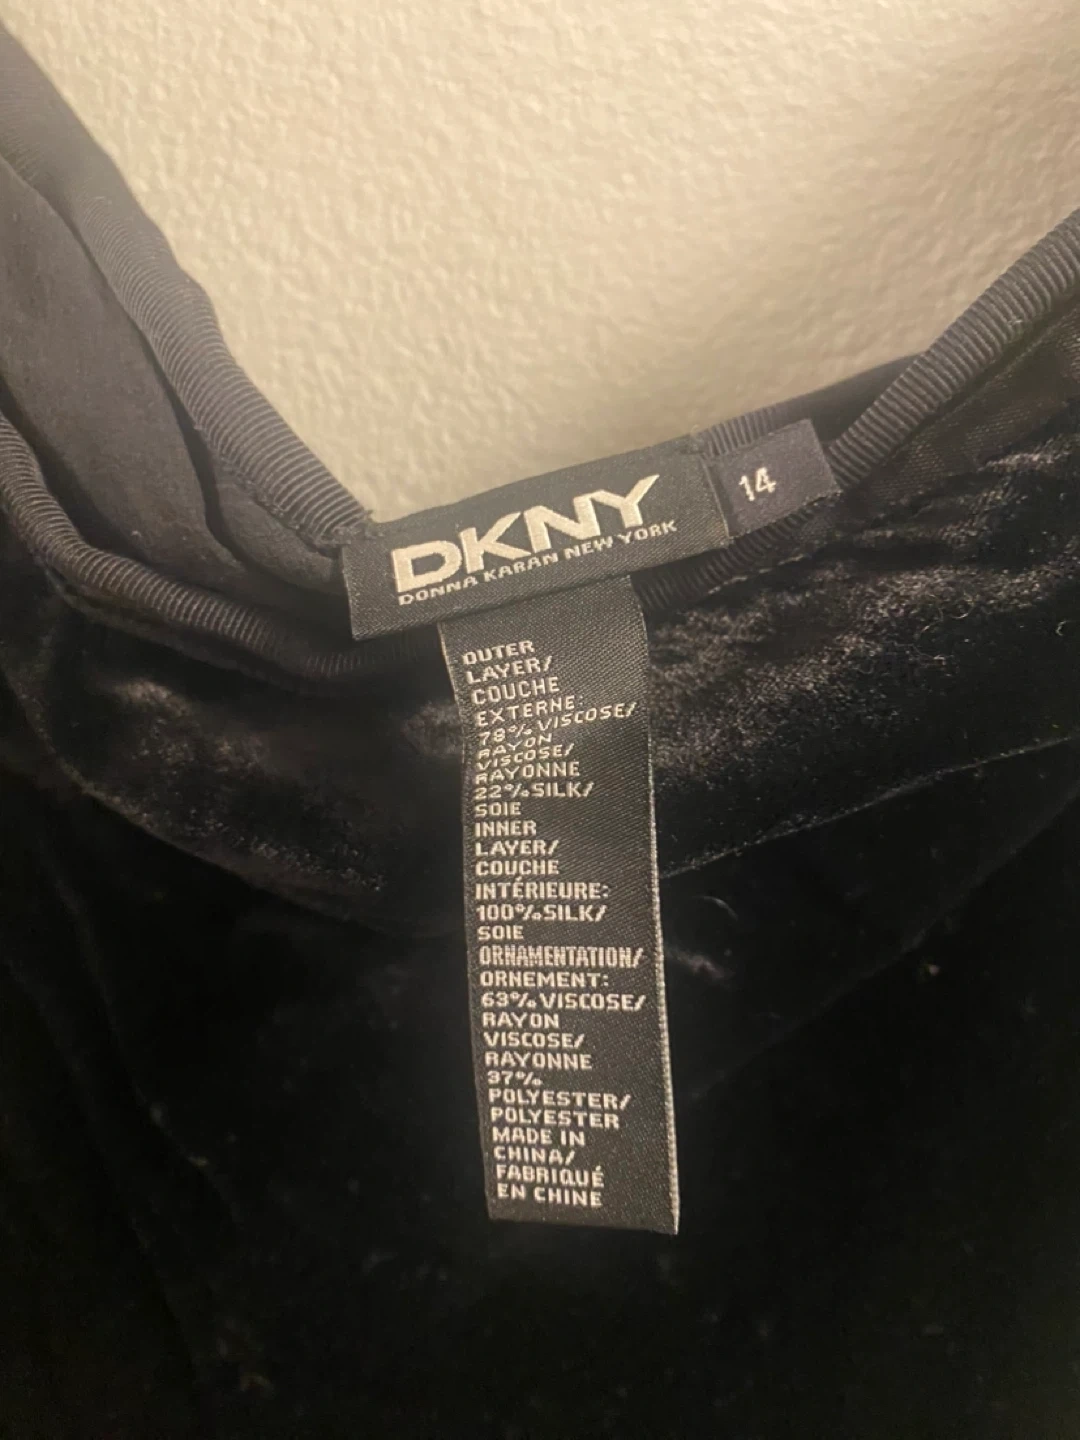 DKNY
DONNA KARAN NEW YORK
14
OUTER
LAYER/
COUCHE
EXTERNE:
78% VISCOSE/
RAYON
VISCOSE/
RAYONNE
22% SILK/
SOIE
INNER
LAYER/
COUCHE
INTÉRIEURE:
100% SILK/
SOIE
ORNAMENTATION/
ORNEMENT:
63% VISCOSE/
RAYON
VISCOSE/
RAYONNE
37%
POLYESTER/
POLYESTER
MADE IN
CHINA/
FABRIQUÉ
EN CHINE